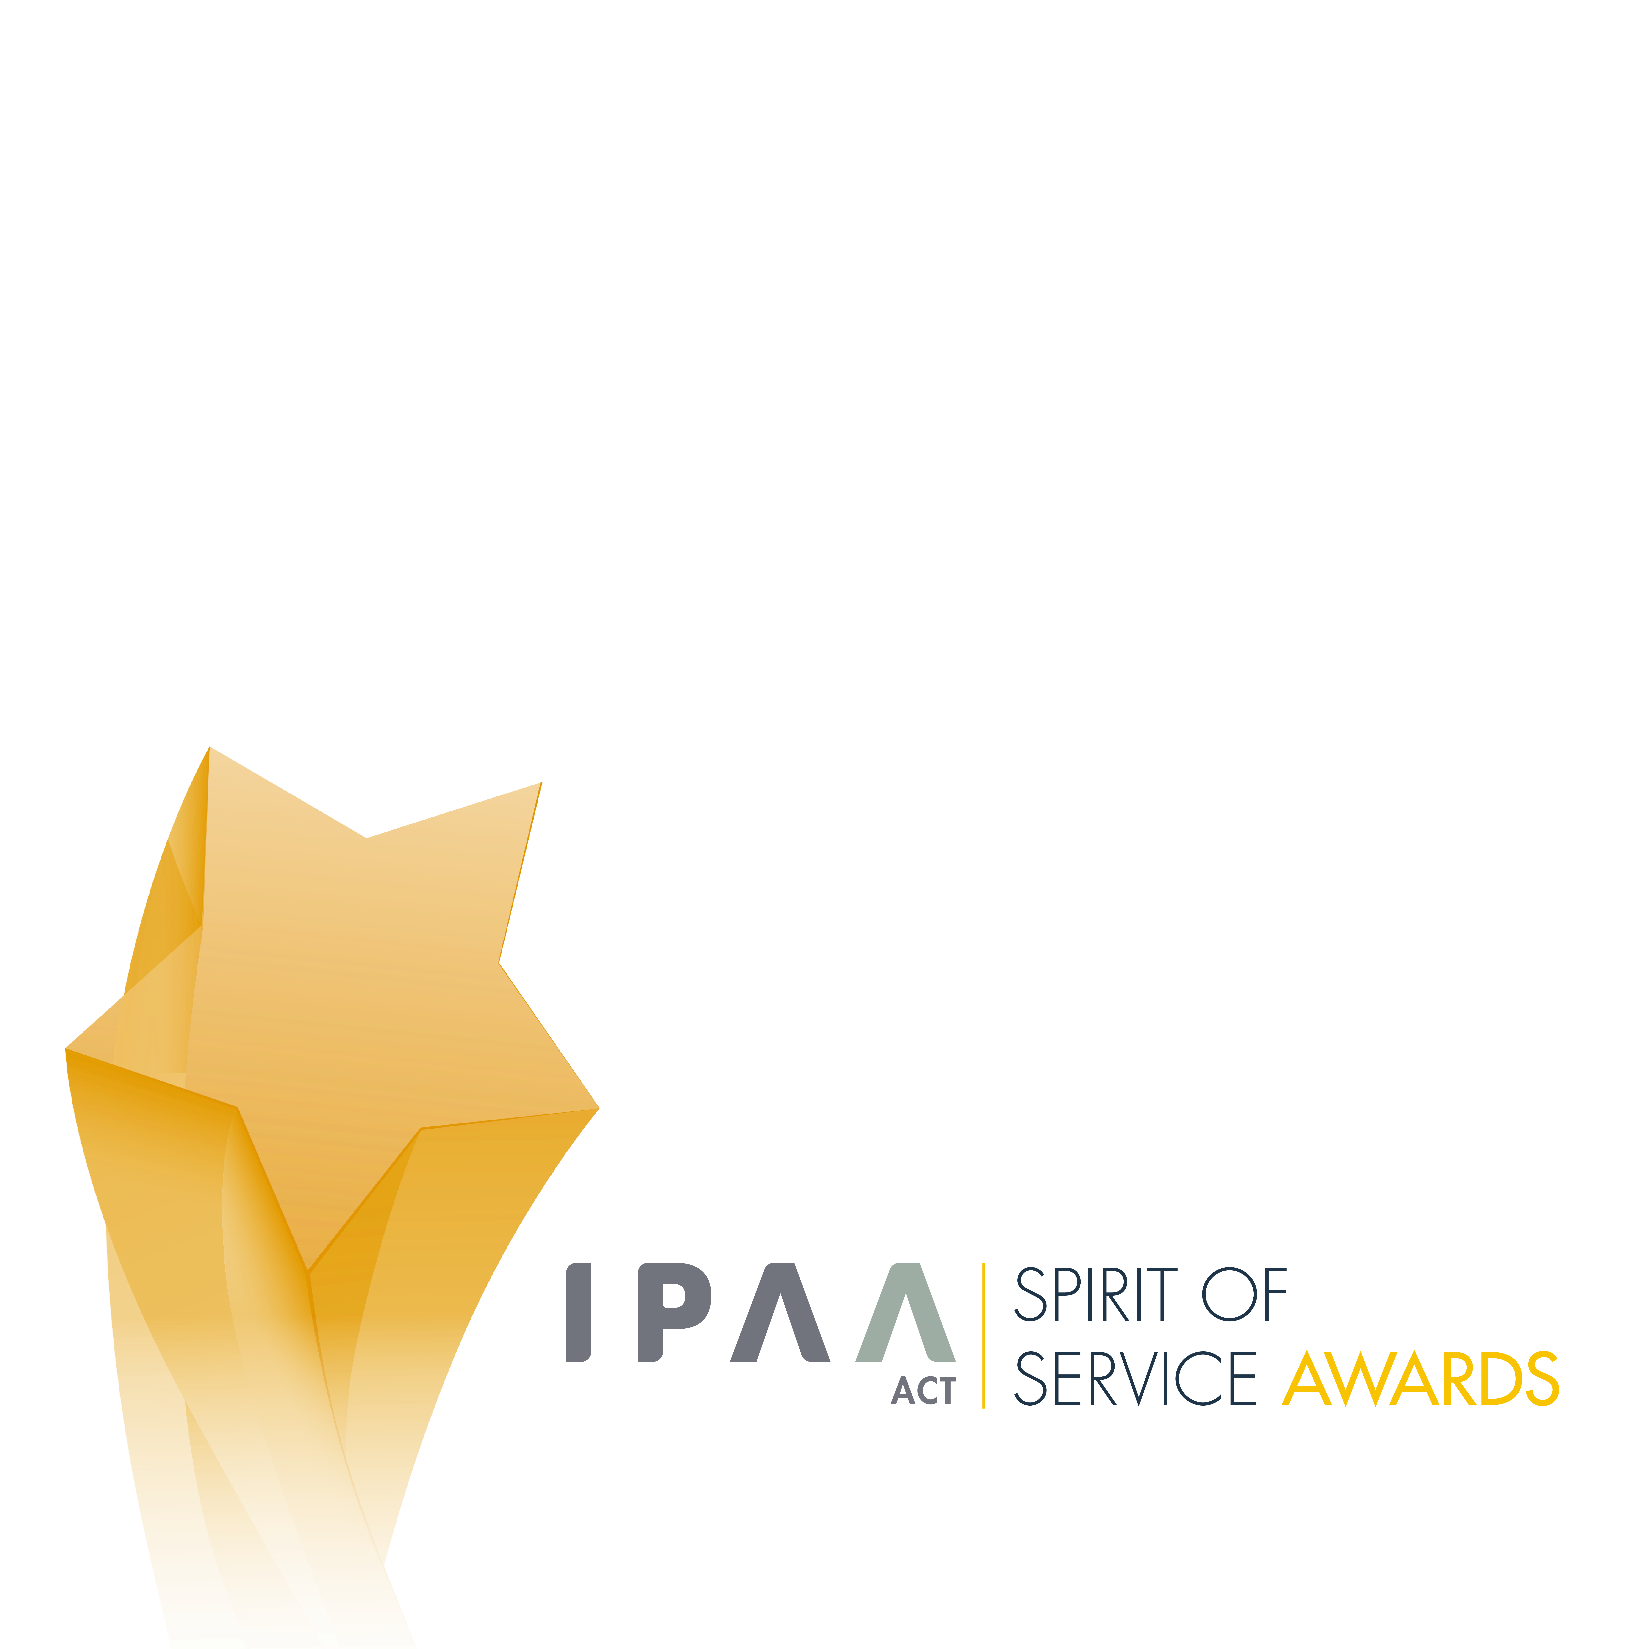 IPAA
ACT
SPIRIT OF
SERVICE AWARDS